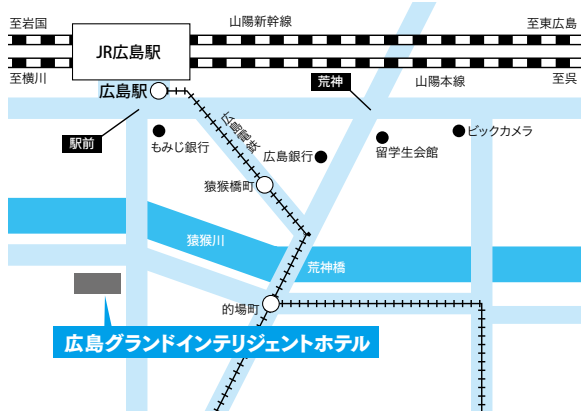 至岩国
山陽新幹線
至東広島
JR広島駅
至横川
荒神
山陽本線
至呉
広島駅
広島電鉄
駅前
もみじ銀行
広島銀行
留学生会館
ビックカメラ
猿猴橋町
猿猴川
荒神橋
的場町
広島グランドインテリジェントホテル